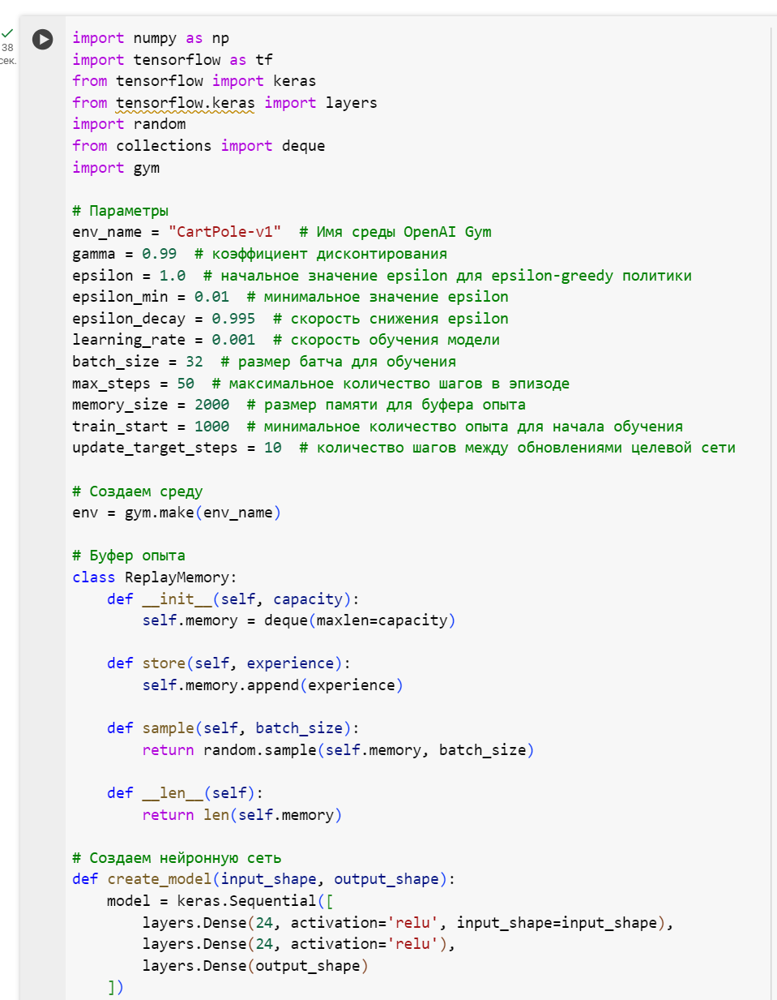 38
сек.
import numpy as np
import tensorflow as tf
from tensorflow import keras
from tensorflow.keras import layers
import random
from collections import deque
import gym

# Параметры
env_name = "CartPole-v1"  # Имя среды OpenAI Gym
gamma = 0.99  # коэффициент дисконтирования
epsilon = 1.0  # начальное значение epsilon для epsilon-greedy политики
epsilon_min = 0.01  # минимальное значение epsilon
epsilon_decay = 0.995  # скорость снижения epsilon
learning_rate = 0.001  # скорость обучения модели
batch_size = 32  # размер батча для обучения
max_steps = 50  # максимальное количество шагов в эпизоде
memory_size = 2000  # размер памяти для буфера опыта
train_start = 1000  # минимальное количество опыта для начала обучения
update_target_steps = 10  # количество шагов между обновлениями целевой сети

# Создаем среду
env = gym.make(env_name)

# Буфер опыта
class ReplayMemory:
    def __init__(self, capacity):
        self.memory = deque(maxlen=capacity)

    def store(self, experience):
        self.memory.append(experience)

    def sample(self, batch_size):
        return random.sample(self.memory, batch_size)

    def __len__(self):
        return len(self.memory)

# Создаем нейронную сеть
def create_model(input_shape, output_shape):
    model = keras.Sequential([
        layers.Dense(24, activation='relu', input_shape=input_shape),
        layers.Dense(24, activation='relu'),
        layers.Dense(output_shape)
    ])